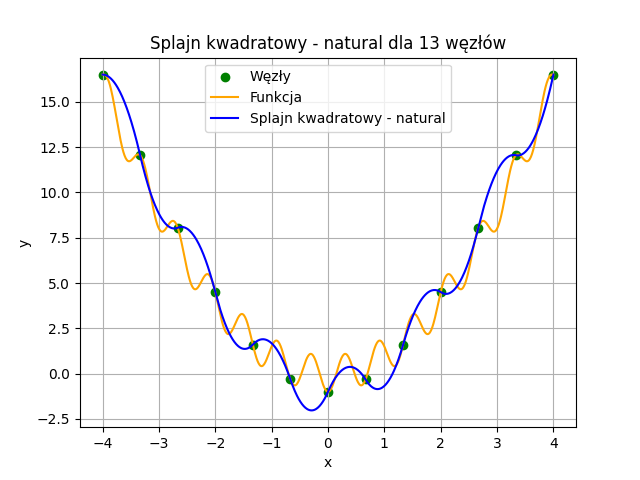 Splajn kwadratowy - natural dla 13 węzłów
Węzły
Funkcja
Splajn kwadratowy - natural
15.0
12.5
10.0
7.5
5.0
2.5
0.0
−2.5
y
−4 −3 −2 −1 0 1 2 3 4
x